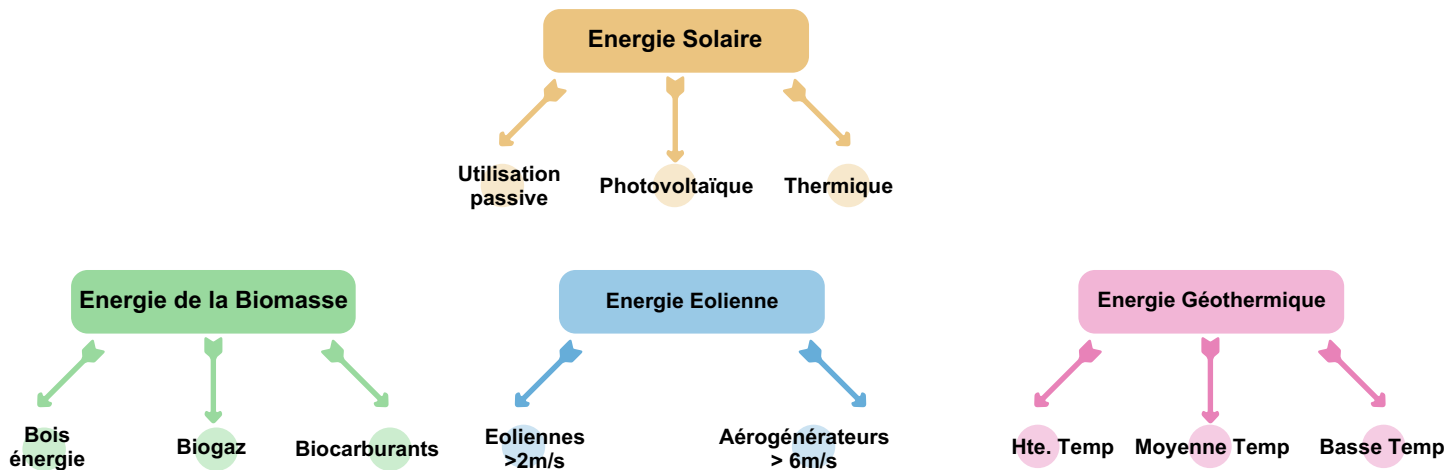 Energie Solaire
Utilisation
passive
Photovoltaïque
Thermique
Energie de la Biomasse
Energie Eolienne
Energie Géothermique
Bois
énergie
Biogaz
Biocarburants
Eoliennes
>2m/s
Aérogénérateurs
> 6m/s
Hte. Temp
Moyenne Temp
Basse Temp